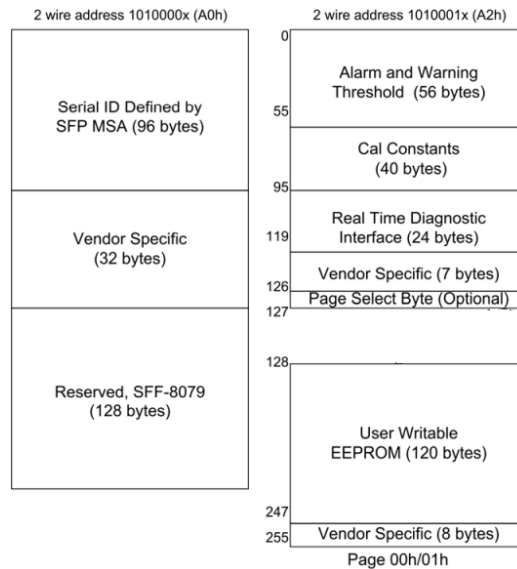 2 wire address 1010000x (A0h)
Serial ID Defined by
SFP MSA (96 bytes)
Vendor Specific
(32 bytes)
Reserved, SFF-8079
(128 bytes)
2 wire address 1010001x (A2h)
0
Alarm and Warning
Threshold (56 bytes)
55
Cal Constants
(40 bytes)
95
Real Time Diagnostic
Interface (24 bytes)
119
Vendor Specific (7 bytes)
126
Page Select Byte (Optional)
127
128
User Writable
EEPROM (120 bytes)
247
Vendor Specific (8 bytes)
255
Page 00h/01h